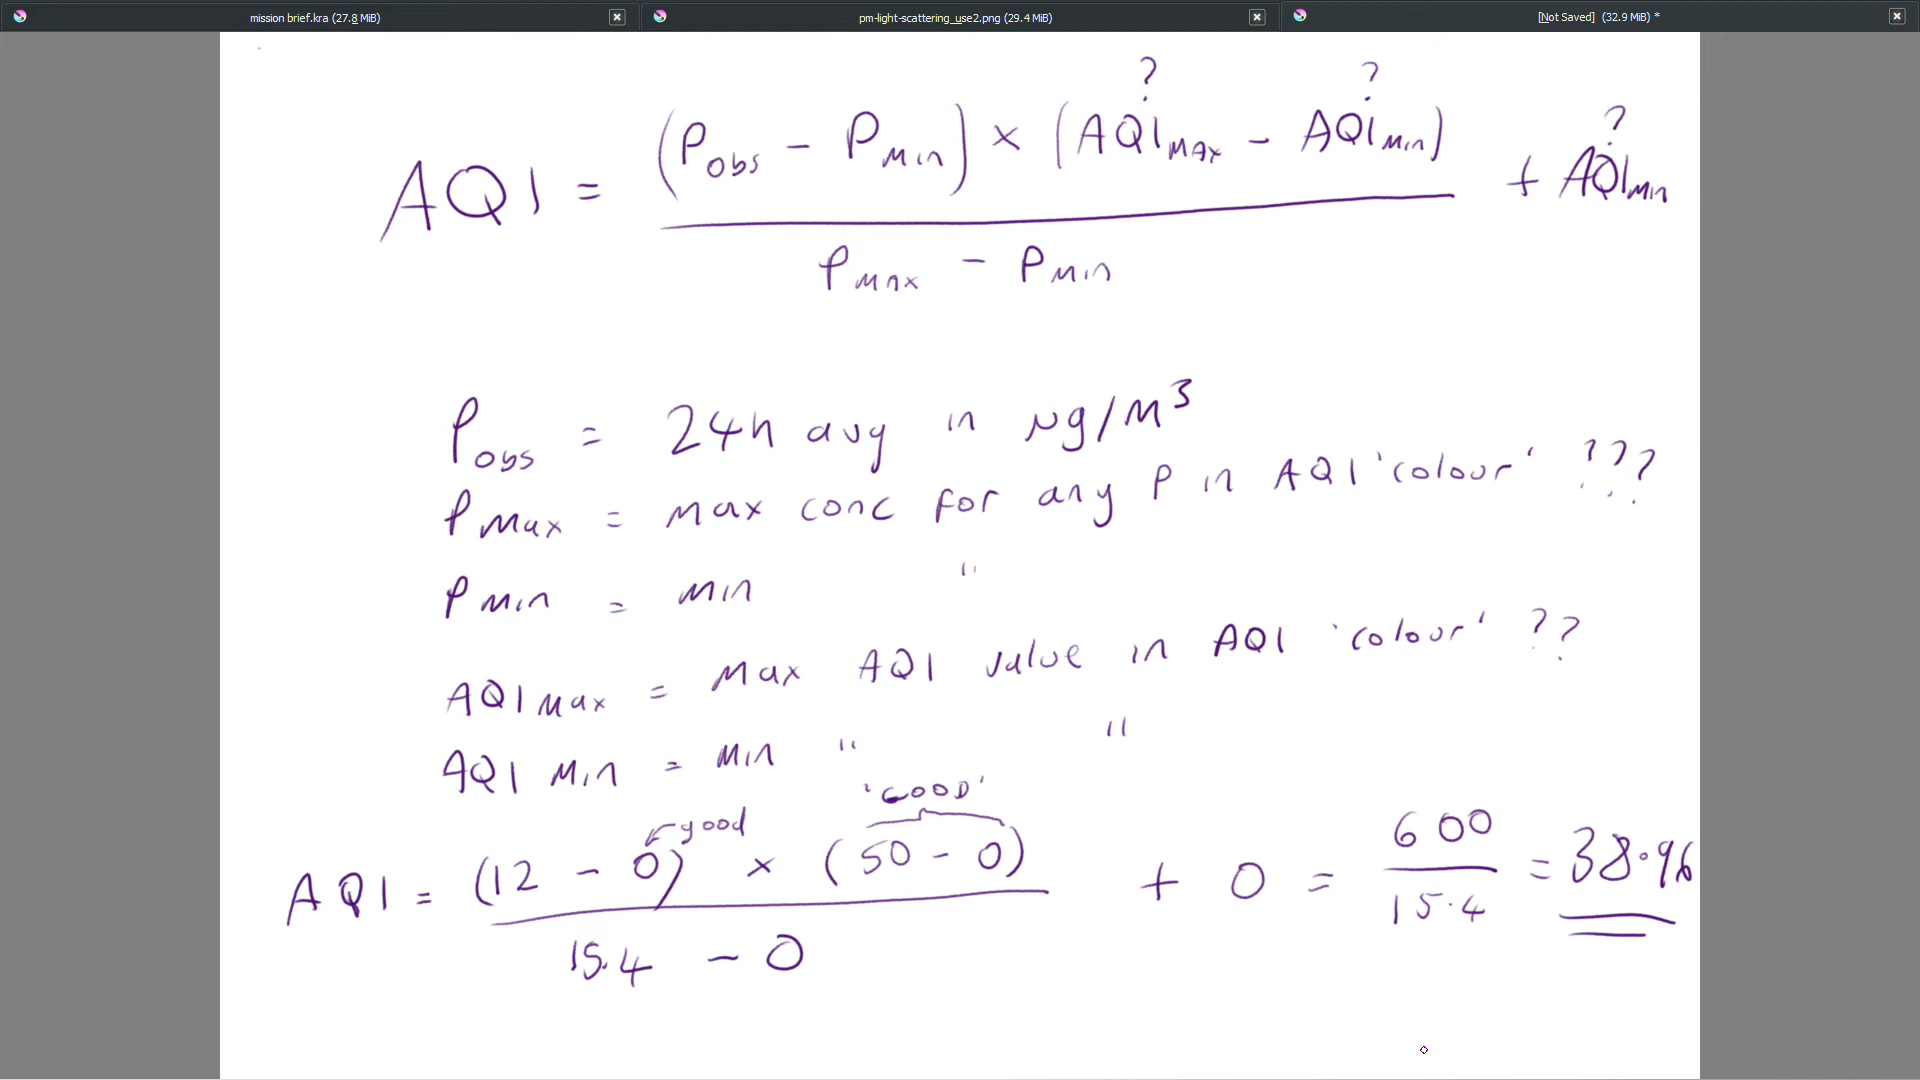 mission brief.kra (27.8 MiB) pm-light-scattering_use2.png (29.4 MiB) [Not Saved] (32.9 MiB) *
? ? ?
AQI = (Pobs - PMin) × (AQIMAX - AQIMin) + AQIMin
PMax - PMin
Pobs = 24h avg in µg/M³
PMax = Max conc for any P in AQI 'colour' ???
PMin = Min "
AQIMax = Max AQI value in AQI 'colour' ??
AQI Min = Min " "
good 'GOOD'
AQI = (12 - 0) × (50 - 0) + 0 = 600 = 38.96
15.4 - 0 15.4